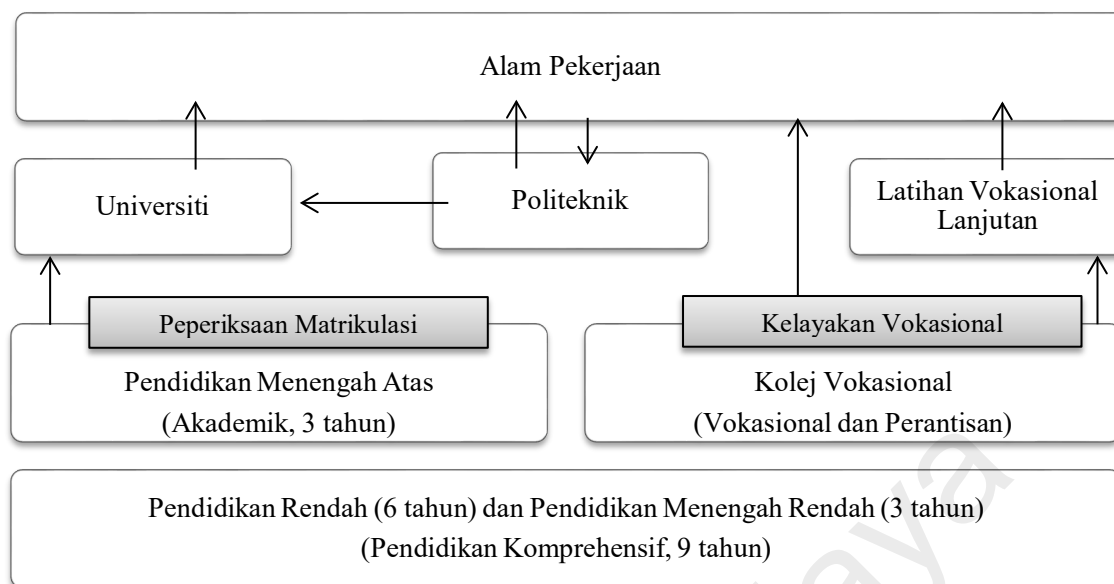 Alam Pekerjaan
Universiti
Politeknik
Latihan Vokasional
Lanjutan
Peperiksaan Matrikulasi
Kelayakan Vokasional
Pendidikan Menengah Atas
(Akademik, 3 tahun)
Kolej Vokasional
(Vokasional dan Perantisan)
Pendidikan Rendah (6 tahun) dan Pendidikan Menengah Rendah (3 tahun)
(Pendidikan Komprehensif, 9 tahun)